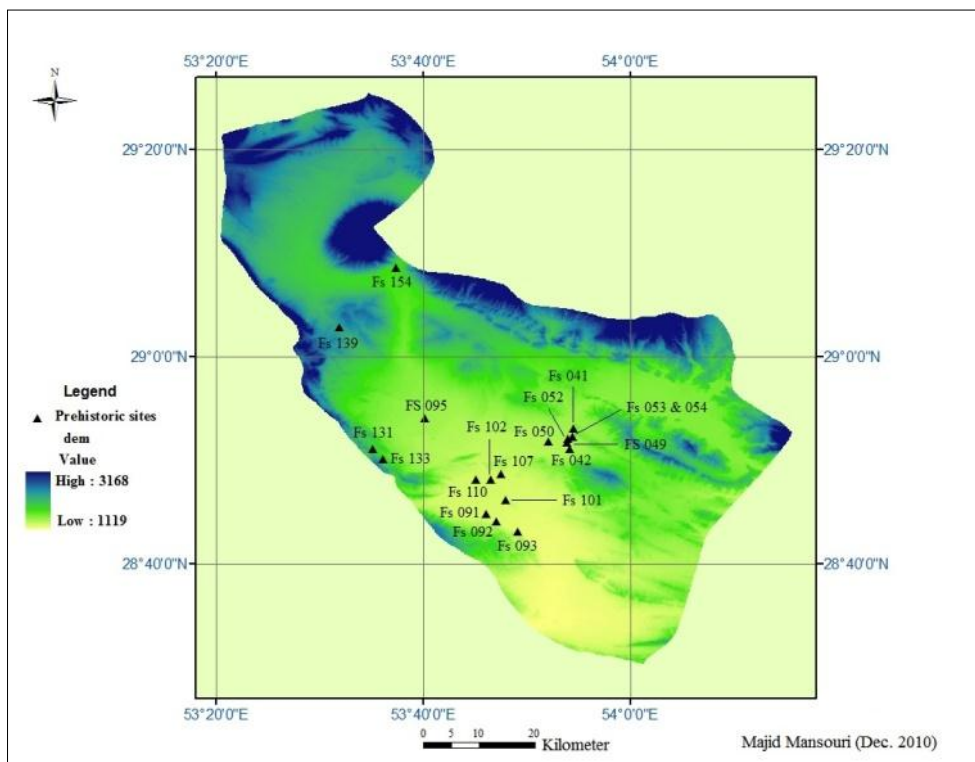 53°20'0"E 53°40'0"E 54°0'0"E
N
29°20'0"N 29°20'0"N
Fs 154
Fs 139
29°0'0"N 29°0'0"N
Fs 041
Legend
Prehistoric sites
dem
Value
High : 3168
Low : 1119
Fs 052
Fs 053 & 054
FS 095
Fs 102
Fs 131
Fs 050
FS 049
Fs 107
Fs 042
Fs 133
Fs 110
Fs 101
Fs 091
Fs 092
Fs 093
28°40'0"N 28°40'0"N
53°20'0"E 53°40'0"E 54°0'0"E
0 5 10 20
Kilometer
Majid Mansouri (Dec. 2010)